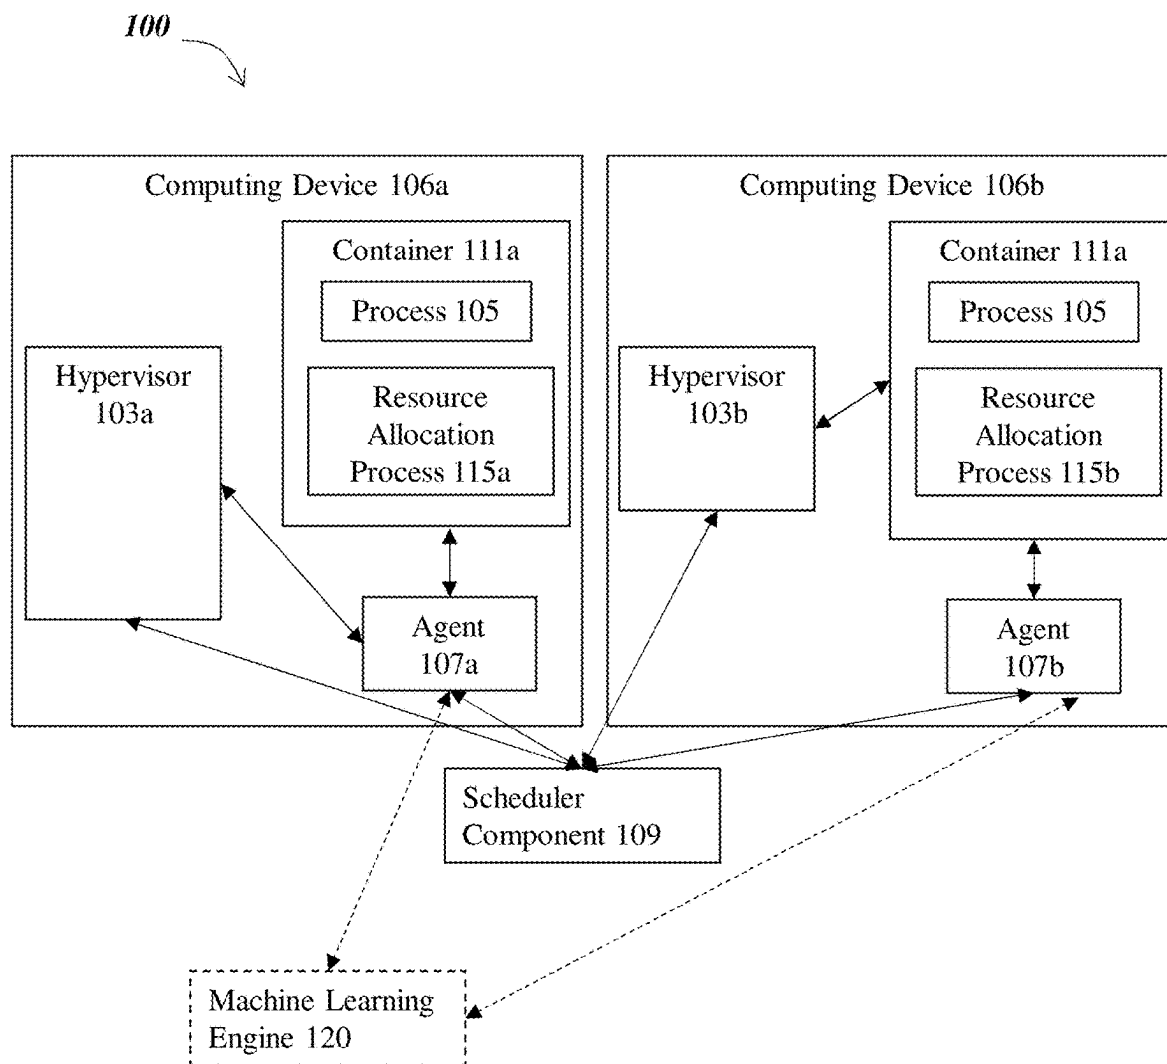 100
Computing Device 106a
Container 111a
Process 105
Hypervisor
103a
Resource
Allocation
Process 115a
Agent
107a
Computing Device 106b
Container 111a
Process 105
Hypervisor
103b
Resource
Allocation
Process 115b
Agent
107b
Scheduler
Component 109
Machine Learning
Engine 120